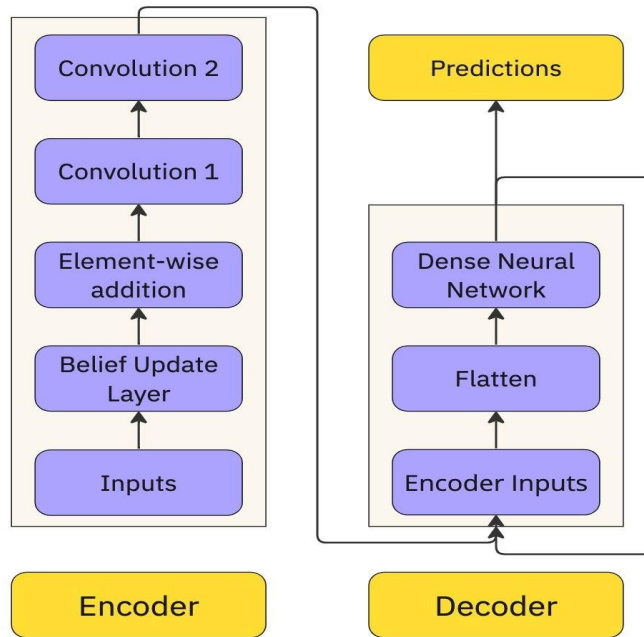 Convolution 2
Convolution 1
Element-wise
addition
Belief Update
Layer
Inputs
Encoder
Predictions
Dense Neural
Network
Flatten
Encoder Inputs
Decoder